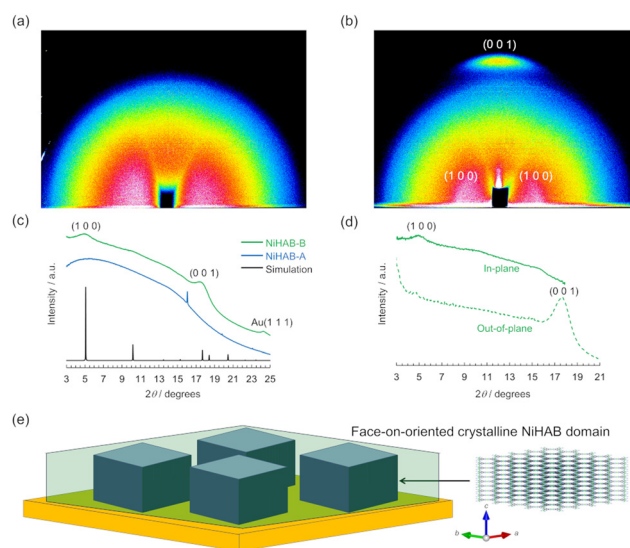 (a)
(b)
(0 0 1)
(1 0 0)
(1 0 0)
(c)
(d)
(1 0 0)
NiHAB-B
NiHAB-A
Simulation
(0 0 1)
Au(1 1 1)
Intensity / a.u.
3 5 7 9 11 13 15 17 19 21 23 25
2θ / degrees
(1 0 0)
In-plane
(0 0 1)
Out-of-plane
Intensity / a.u.
3 5 7 9 11 13 15 17 19 21
2θ / degrees
(e)
Face-on-oriented crystalline NiHAB domain
c
b
a